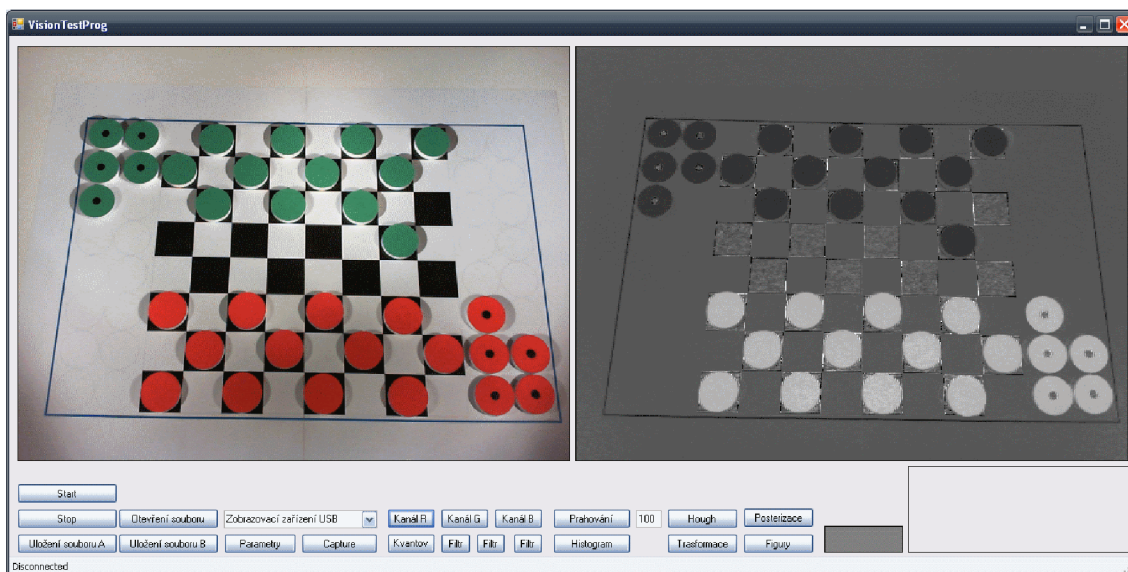 VisionTestProg
Start
Stop Otevření souboru Zobrazovací zařízení USB Kanál R Kanál G Kanál B Prahování 100 Hough Posterizace
Uložení souboru A Uložení souboru B Parametry Capture Kvantov Filtr Filtr Filtr Histogram Trasformace Figury
Disconnected